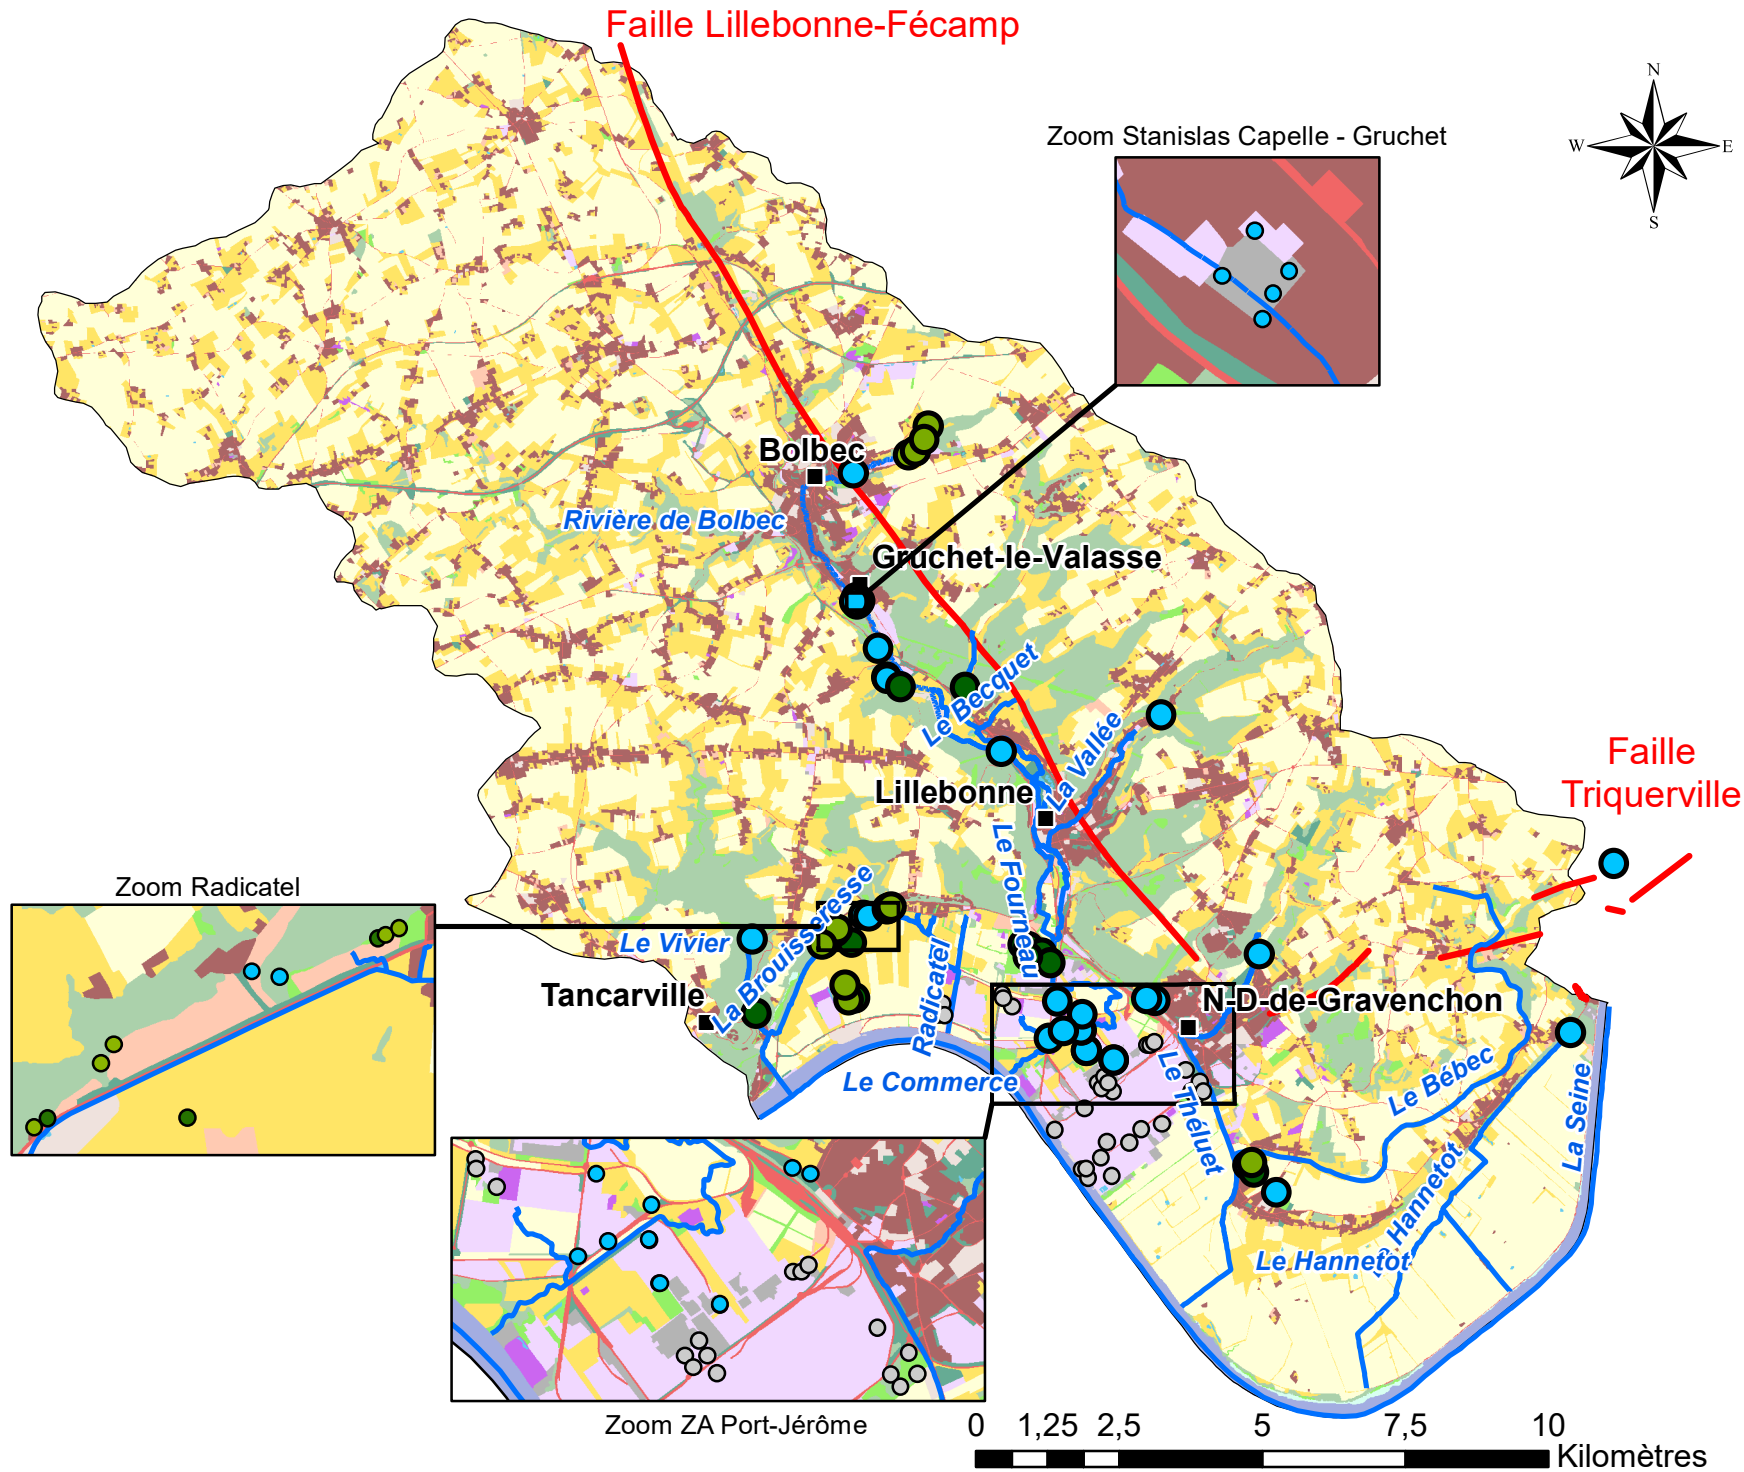 Faille Lillebonne-Fécamp
N
W
E
S
Zoom Stanislas Capelle - Gruchet
Bolbec
Rivière de Bolbec
Gruchet-le-Valasse
Le Becquet
La Vallée
Lillebonne
Faille
Triquerville
Le Fourneau
Zoom Radicatel
Le Vivier
La Brouisseresse
Radicatel
Tancarville
N-D-de-Gravenchon
Le Commerce
Le Théluet
Le Bébec
La Seine
Le Hannetot
Le Hannetot
Zoom ZA Port-Jérôme
0 1,25 2,5 5 7,5 10
Kilomètres